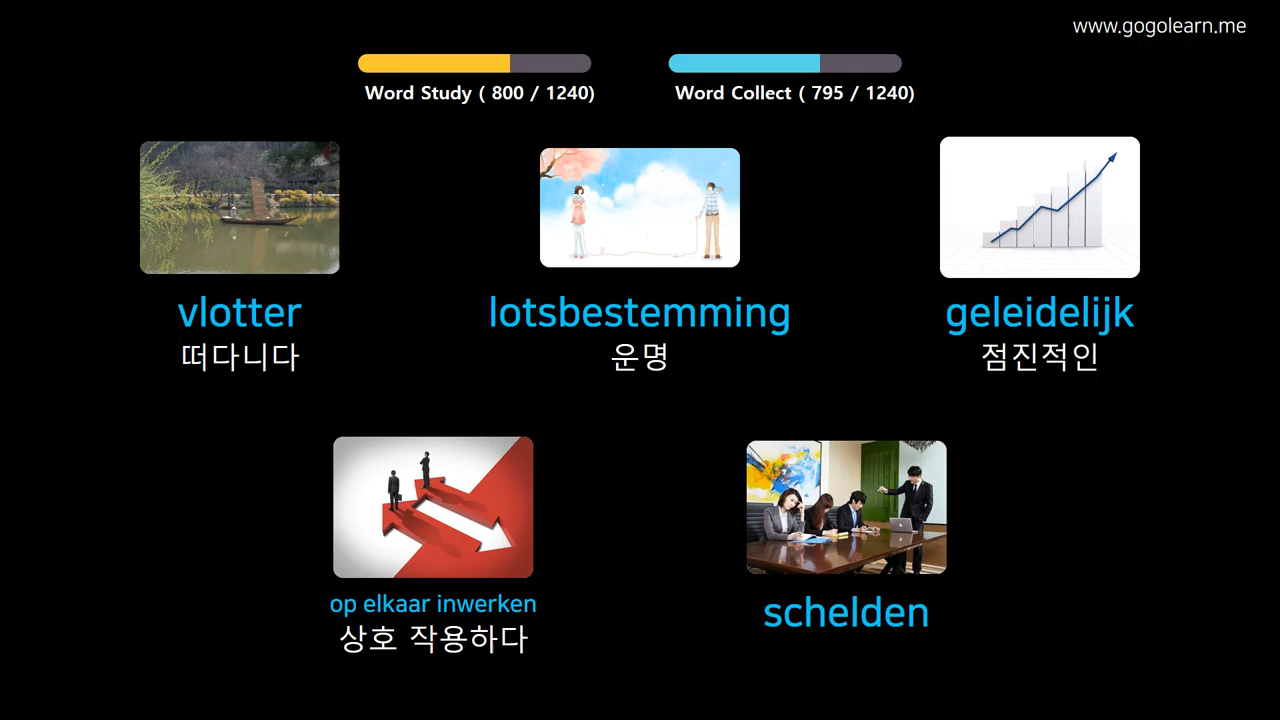 www.gogolearn.me
Word Study ( 800 / 1240)
Word Collect ( 795 / 1240)
vlotter
떠다니다
lotsbestemming
운명
geleidelijk
점진적인
op elkaar inwerken
상호 작용하다
schelden